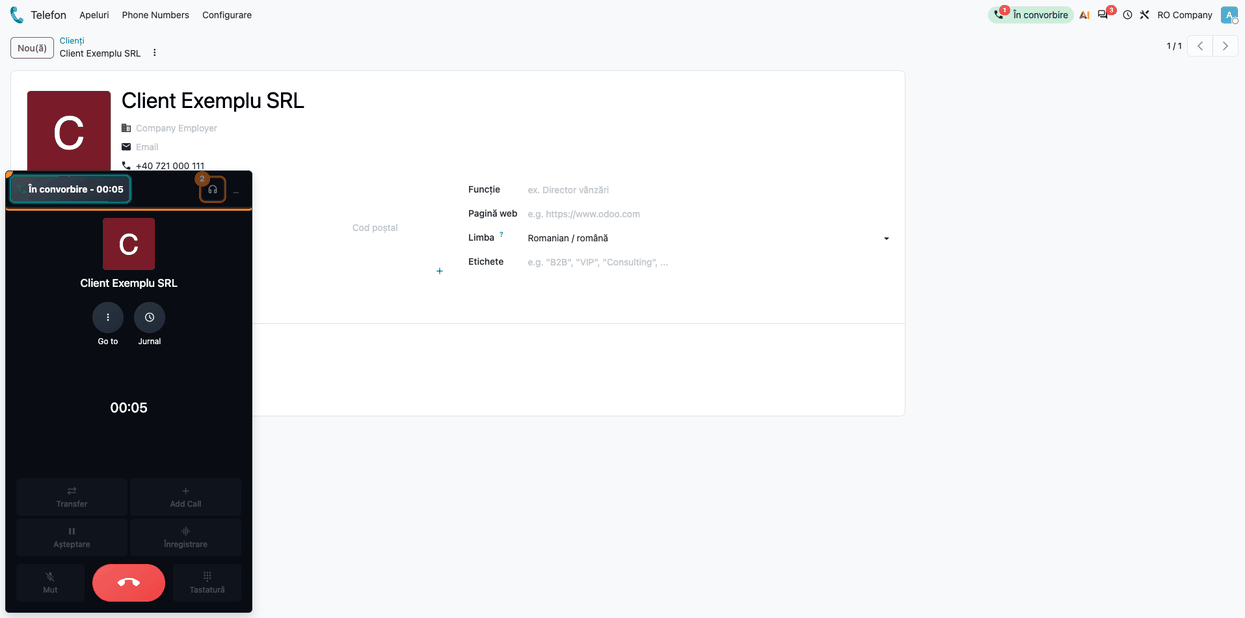 Telefon Apeluri Phone Numbers Configurare 1 În convorbire AI 3 RO Company A
Nou(ă) Clienți
Client Exemplu SRL
1 / 1
C
Client Exemplu SRL
Company Employer
Email
+40 721 000 111
Funcție ex. Director vânzări
Pagină web e.g. https://www.odoo.com
Cod poștal
Limba ? Romanian / română
Etichete e.g. "B2B", "VIP", "Consulting", ...
În convorbire - 00:05 2
C
Client Exemplu SRL
Go to Jurnal
00:05
Transfer Add Call
Așteptare Înregistrare
Mut Tastatură